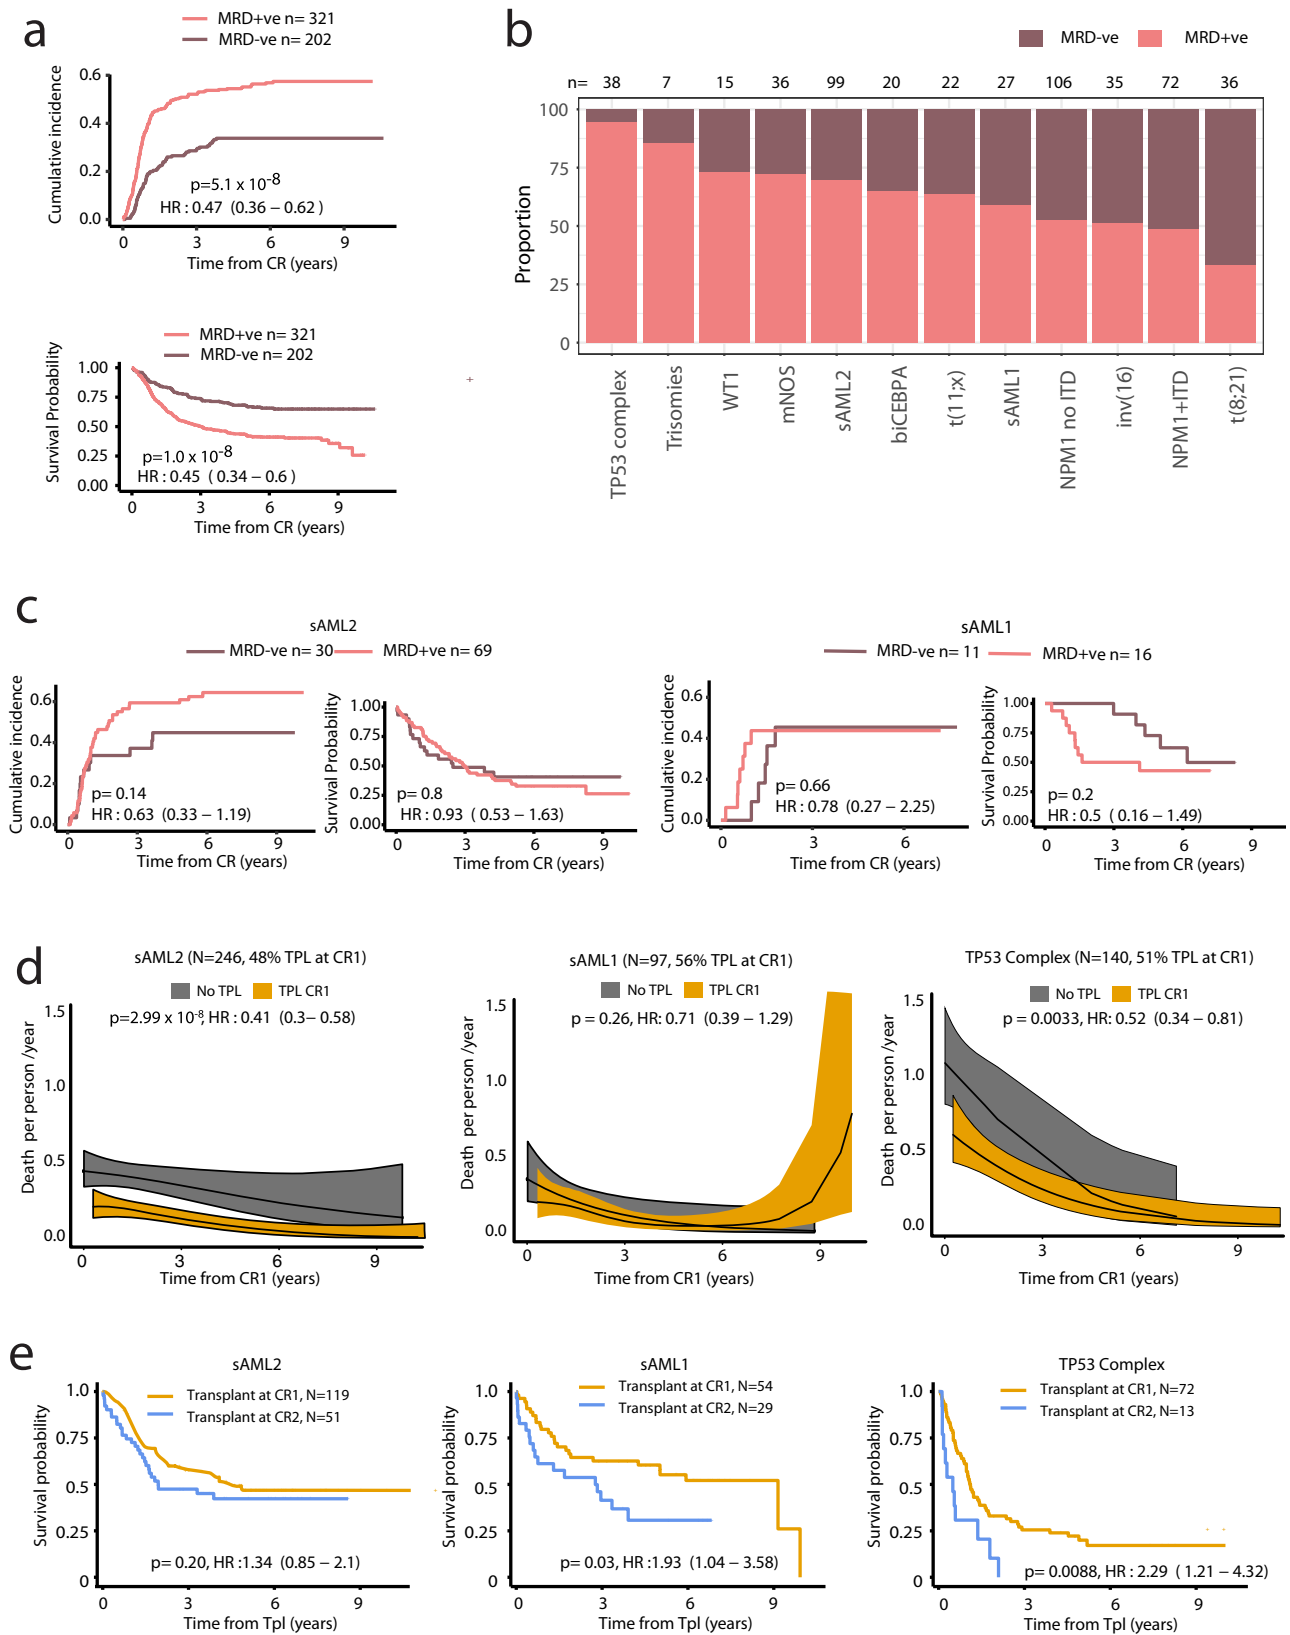 a
MRD+ve n= 321
MRD-ve n= 202
Cumulative incidence
0.6
0.4
0.2
0.0
p=5.1 x 10-8
HR : 0.47 (0.36 – 0.62 )
0 3 6 9
Time from CR (years)
MRD+ve n= 321
MRD-ve n= 202
Survival Probability
1.00
0.75
0.50
0.25
0.00
p=1.0 x 10-8
HR : 0.45 ( 0.34 – 0.6 )
0 3 6 9
Time from CR (years)
b
MRD-ve MRD+ve
n= 38 7 15 36 99 20 22 27 106 35 72 36
Proportion
100
75
50
25
0
TP53 complex
Trisomies
WT1
mNOS
sAML2
biCEBPA
t(11;x)
sAML1
NPM1 no ITD
inv(16)
NPM1+ITD
t(8;21)
c
sAML2
MRD-ve n= 30 MRD+ve n= 69
Cumulative incidence
0.6
0.4
0.2
0.0
p= 0.14
HR : 0.63 (0.33 – 1.19)
0 3 6 9
Time from CR (years)
Survival Probability
1.00
0.75
0.50
0.25
0.00
p= 0.8
HR : 0.93 ( 0.53 – 1.63)
0 3 6 9
Time from CR (years)
sAML1
MRD-ve n= 11 MRD+ve n= 16
Cumulative incidence
0.6
0.4
0.2
0.0
p= 0.66
HR : 0.78 (0.27 – 2.25)
0 3 6
Time from CR (years)
Survival Probability
1.00
0.75
0.50
0.25
0.00
p= 0.2
HR : 0.5 ( 0.16 – 1.49)
0 3 6 9
Time from CR (years)
d
sAML2 (N=246, 48% TPL at CR1)
No TPL TPL CR1
p=2.99 x 10-8, HR : 0.41 (0.3– 0.58)
Death per person /year
1.5
1.0
0.5
0.0
0 3 6 9
Time from CR1 (years)
sAML1 (N=97, 56% TPL at CR1)
No TPL TPL CR1
p = 0.26, HR: 0.71 (0.39 – 1.29)
Death per person /year
1.5
1.0
0.5
0.0
0 3 6 9
Time from CR1 (years)
TP53 Complex (N=140, 51% TPL at CR1)
No TPL TPL CR1
p = 0.0033, HR: 0.52 (0.34 – 0.81)
Death per person /year
1.5
1.0
0.5
0.0
0 3 6 9
Time from CR1 (years)
e
sAML2
Transplant at CR1, N=119
Transplant at CR2, N=51
Survival probability
1.0
0.75
0.5
0.25
0
p= 0.20, HR :1.34 (0.85 – 2.1)
0 3 6 9
Time from Tpl (years)
sAML1
Transplant at CR1, N=54
Transplant at CR2, N=29
Survival probability
1.0
0.75
0.5
0.25
0
p= 0.03, HR :1.93 (1.04 – 3.58)
0 3 6 9
Time from Tpl (years)
TP53 Complex
Transplant at CR1, N=72
Transplant at CR2, N=13
Survival probability
1.0
0.75
0.5
0.25
0
p= 0.0088, HR : 2.29 ( 1.21 – 4.32)
0 3 6 9
Time from Tpl (years)